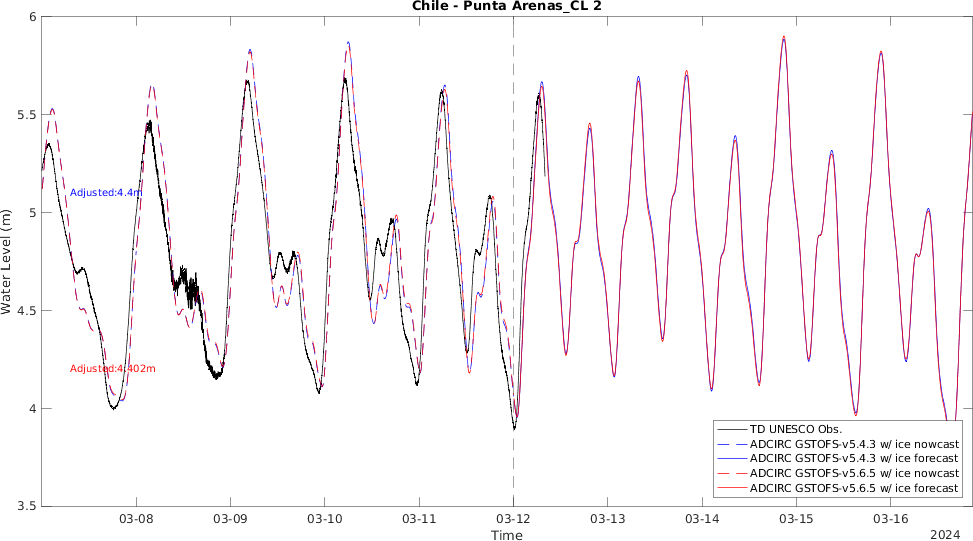 Chile - Punta Arenas_CL 2
6
5.5
5
4.5
4
3.5
Water Level (m)
Adjusted:4.4m
Adjusted:4.402m
TD UNESCO Obs.
ADCIRC GSTOFS-v5.4.3 w/ ice nowcast
ADCIRC GSTOFS-v5.4.3 w/ ice forecast
ADCIRC GSTOFS-v5.6.5 w/ ice nowcast
ADCIRC GSTOFS-v5.6.5 w/ ice forecast
03-08 03-09 03-10 03-11 03-12 03-13 03-14 03-15 03-16
Time
2024